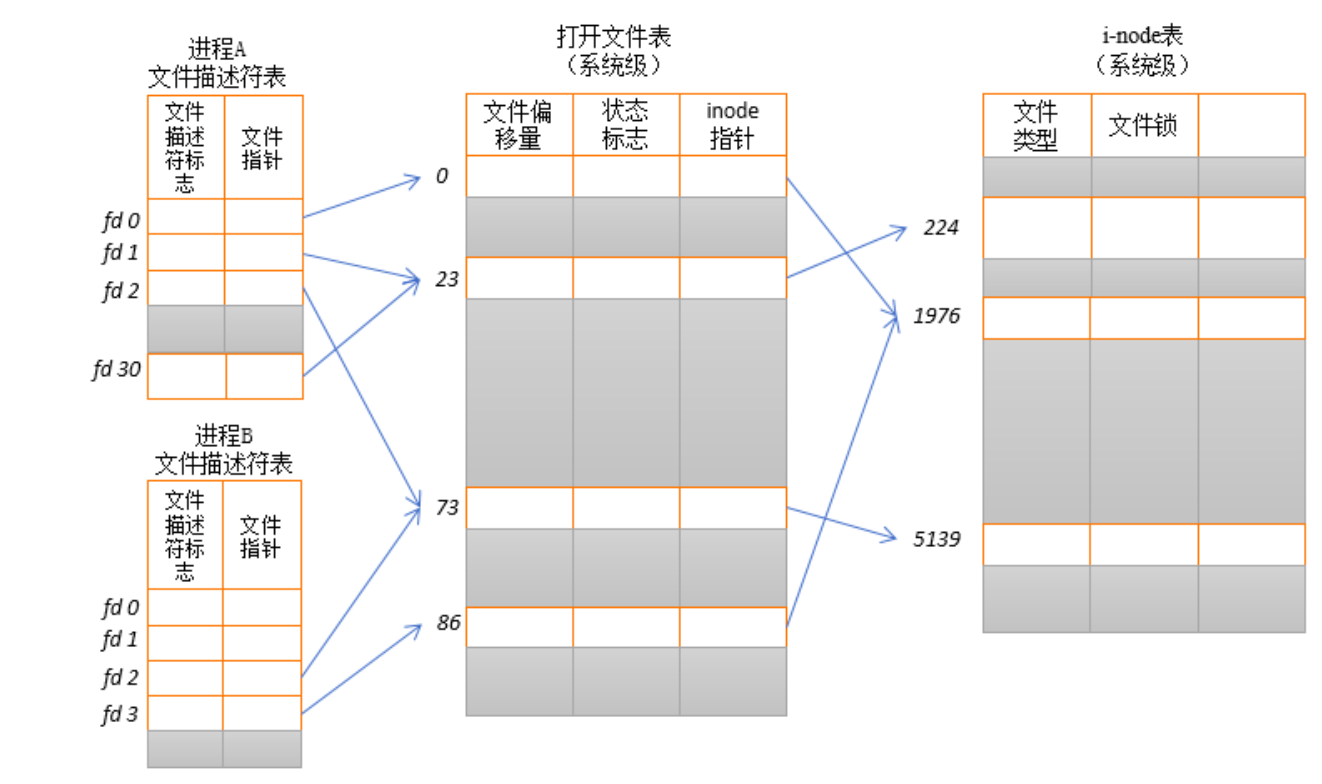 进程A
文件描述符表
文件
描述
符标
志
文件
指针
fd 0
fd 1
fd 2
fd 30
进程B
文件描述符表
文件
描述
符标
志
文件
指针
fd 0
fd 1
fd 2
fd 3
打开文件表
（系统级）
文件偏
移量
状态
标志
inode
指针
0
23
73
86
i-node表
（系统级）
文件
类型
文件锁
224
1976
5139